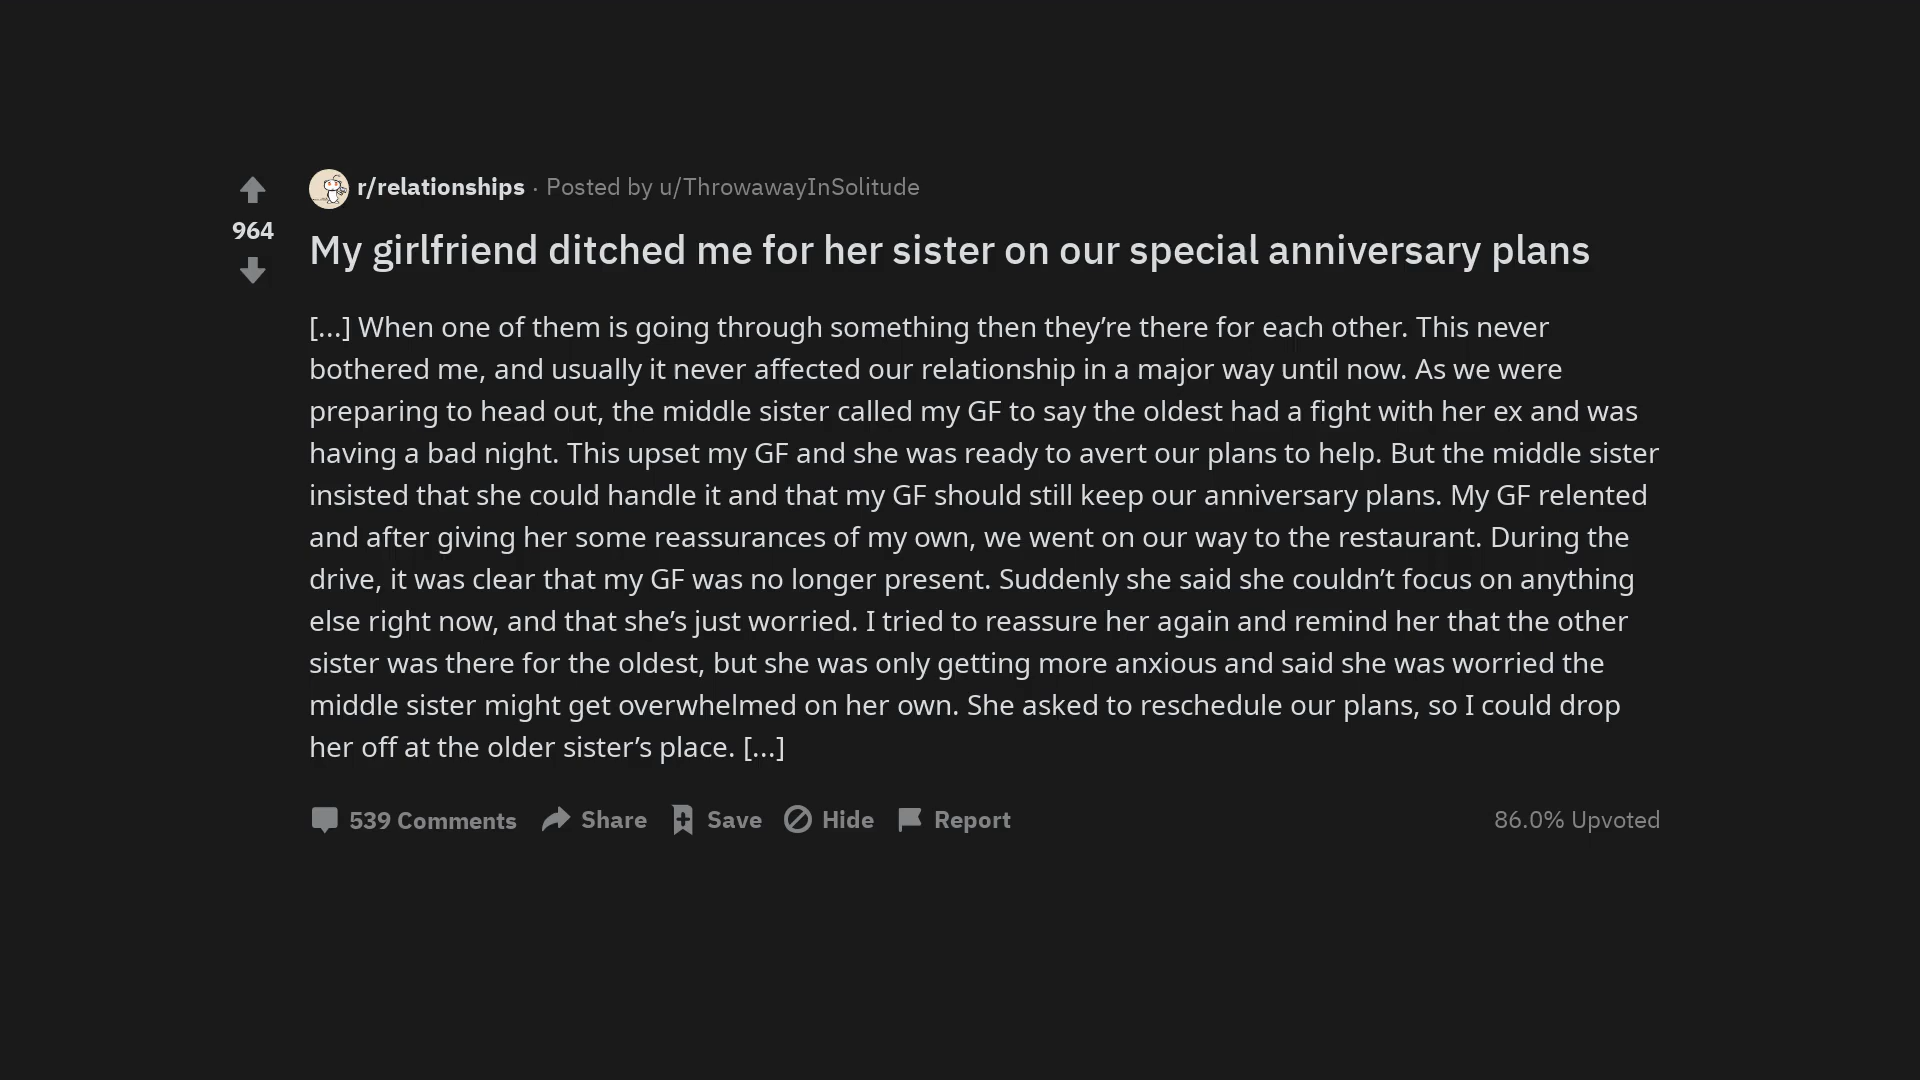 r/relationships · Posted by u/ThrowawayInSolitude
964
My girlfriend ditched me for her sister on our special anniversary plans
[...] When one of them is going through something then they’re there for each other. This never
bothered me, and usually it never affected our relationship in a major way until now. As we were
preparing to head out, the middle sister called my GF to say the oldest had a fight with her ex and was
having a bad night. This upset my GF and she was ready to avert our plans to help. But the middle sister
insisted that she could handle it and that my GF should still keep our anniversary plans. My GF relented
and after giving her some reassurances of my own, we went on our way to the restaurant. During the
drive, it was clear that my GF was no longer present. Suddenly she said she couldn’t focus on anything
else right now, and that she’s just worried. I tried to reassure her again and remind her that the other
sister was there for the oldest, but she was only getting more anxious and said she was worried the
middle sister might get overwhelmed on her own. She asked to reschedule our plans, so I could drop
her off at the older sister’s place. [...]
539 Comments Share Save Hide Report 86.0% Upvoted